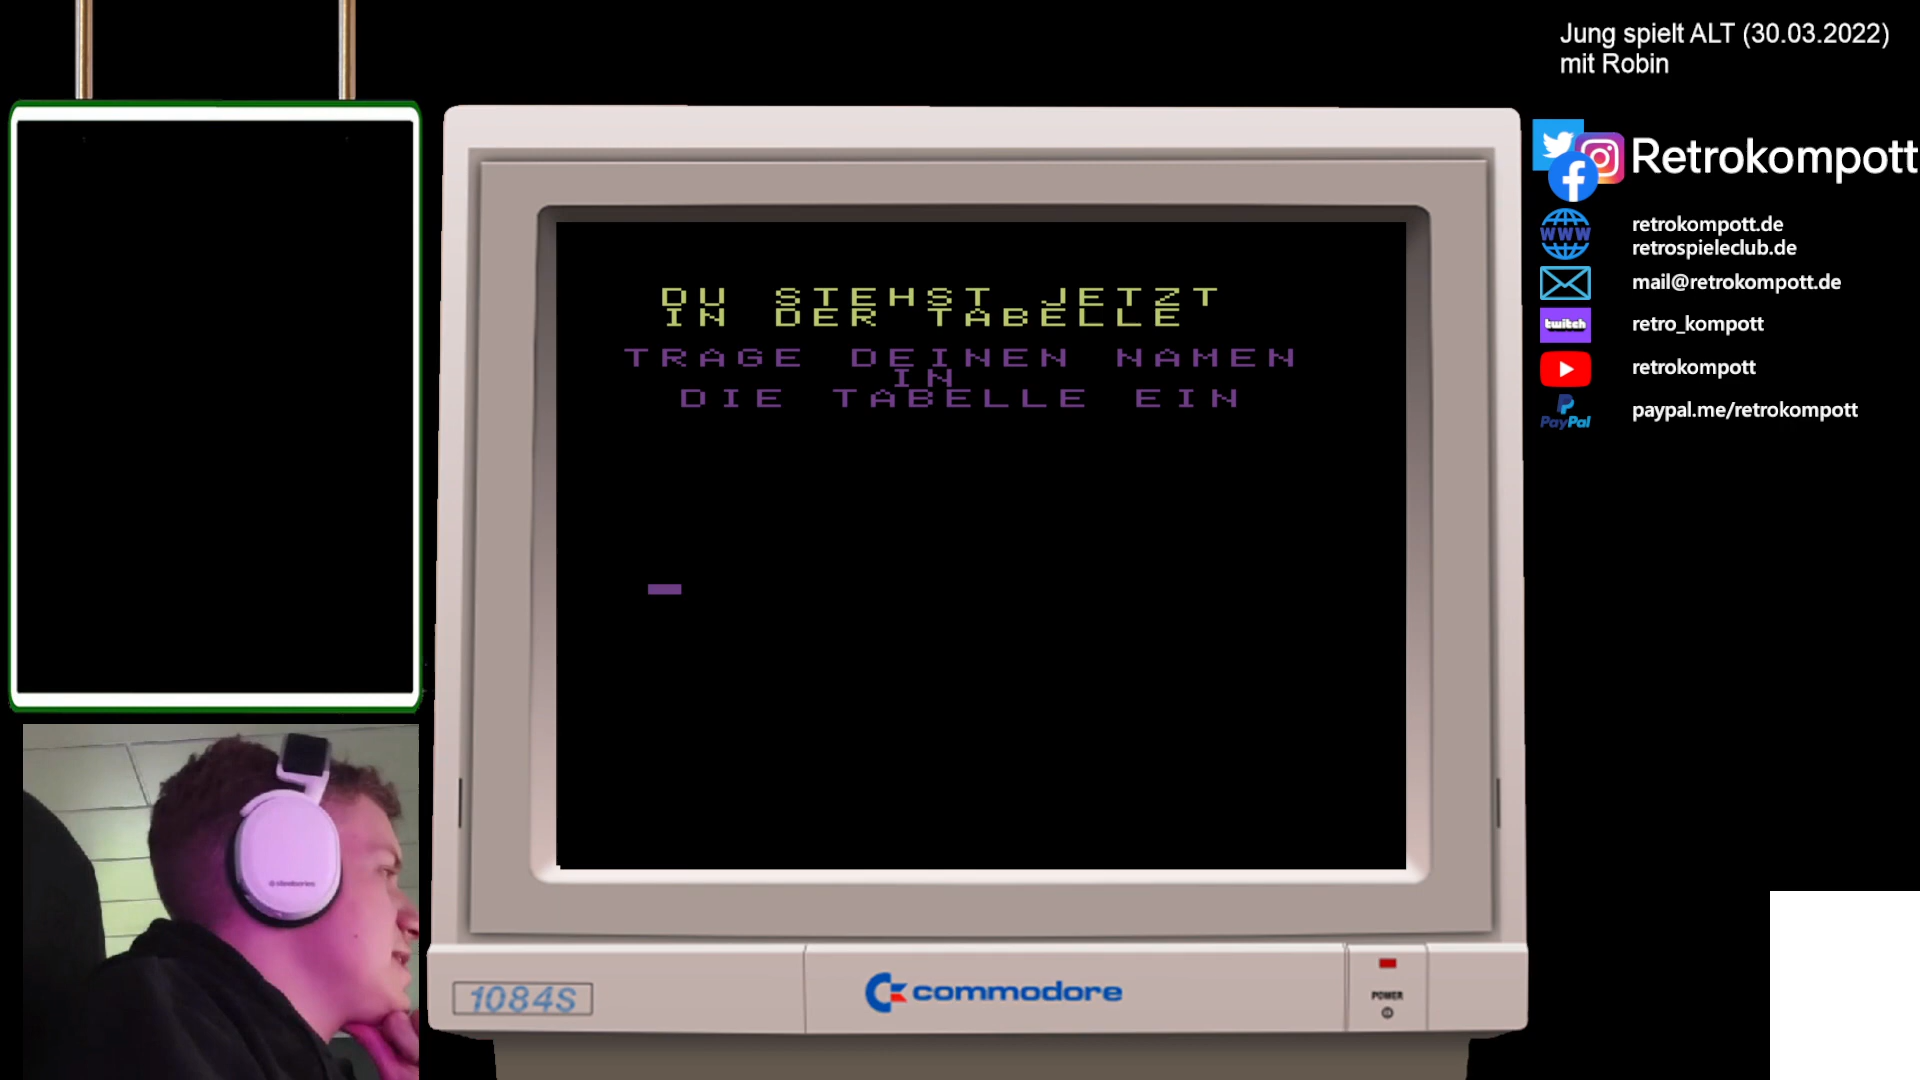 Jung spielt ALT (30.03.2022)
mit Robin
Retrokompott
www
retrokompott.de
retrospieleclub.de
mail@retrokompott.de
twitch
retro_kompott
retrokompott
PayPal
paypal.me/retrokompott
DU STEHST JETZT
IN DER TABELLE
TRAGE DEINEN NAMEN
IN
DIE TABELLE EIN
steelseries
1084S
commodore
POWER